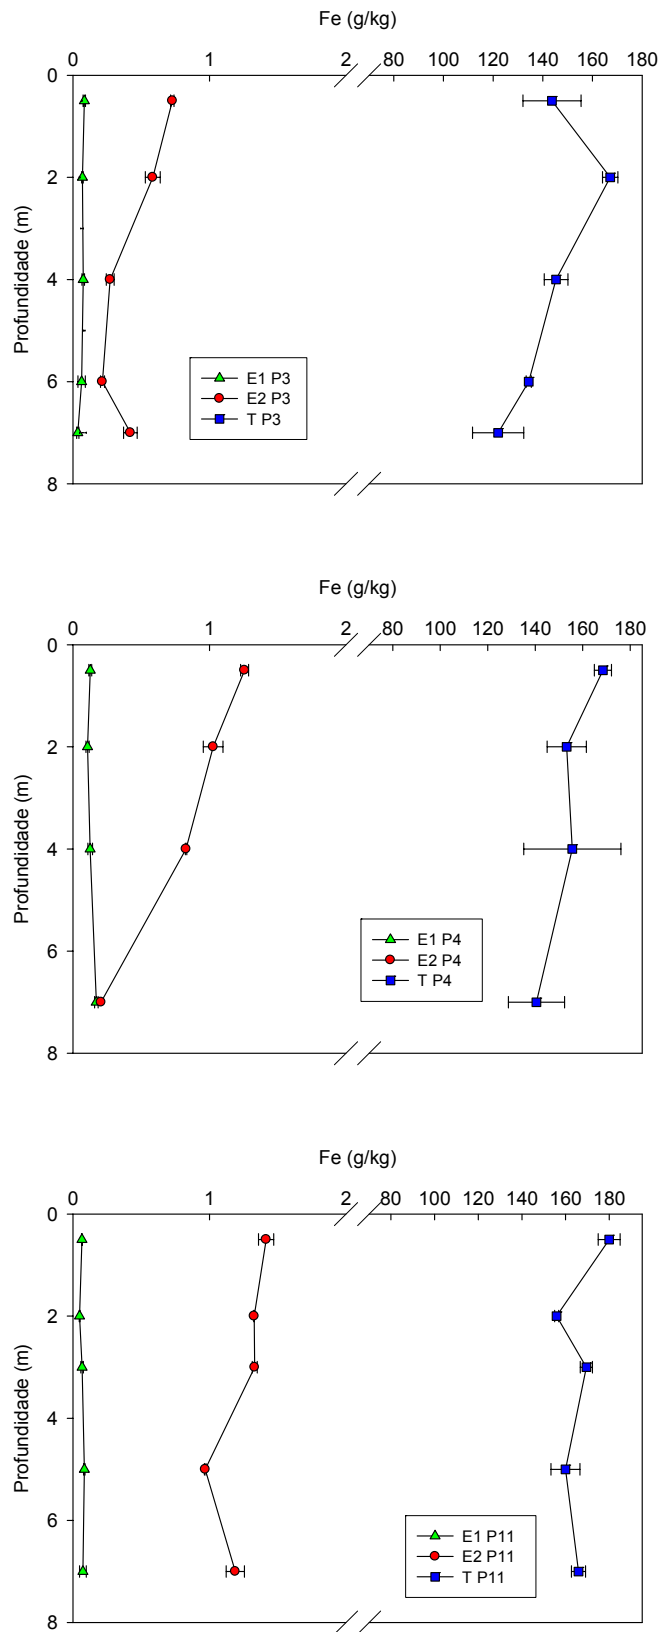 Fe (g/kg)
0 1 2 80 100 120 140 160 180
Profundidade (m)
0
2
4
6
8
E1 P3
E2 P3
T P3
Fe (g/kg)
0 1 2 80 100 120 140 160 180
Profundidade (m)
0
2
4
6
8
E1 P4
E2 P4
T P4
Fe (g/kg)
0 1 2 80 100 120 140 160 180
Profundidade (m)
0
2
4
6
8
E1 P11
E2 P11
T P11